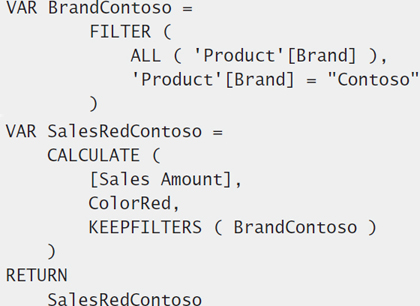 VAR BrandContoso =
FILTER (
ALL ( 'Product'[Brand] ),
'Product'[Brand] = "Contoso"
)
VAR SalesRedContoso =
CALCULATE (
[Sales Amount],
ColorRed,
KEEPFILTERS ( BrandContoso )
)
RETURN
SalesRedContoso